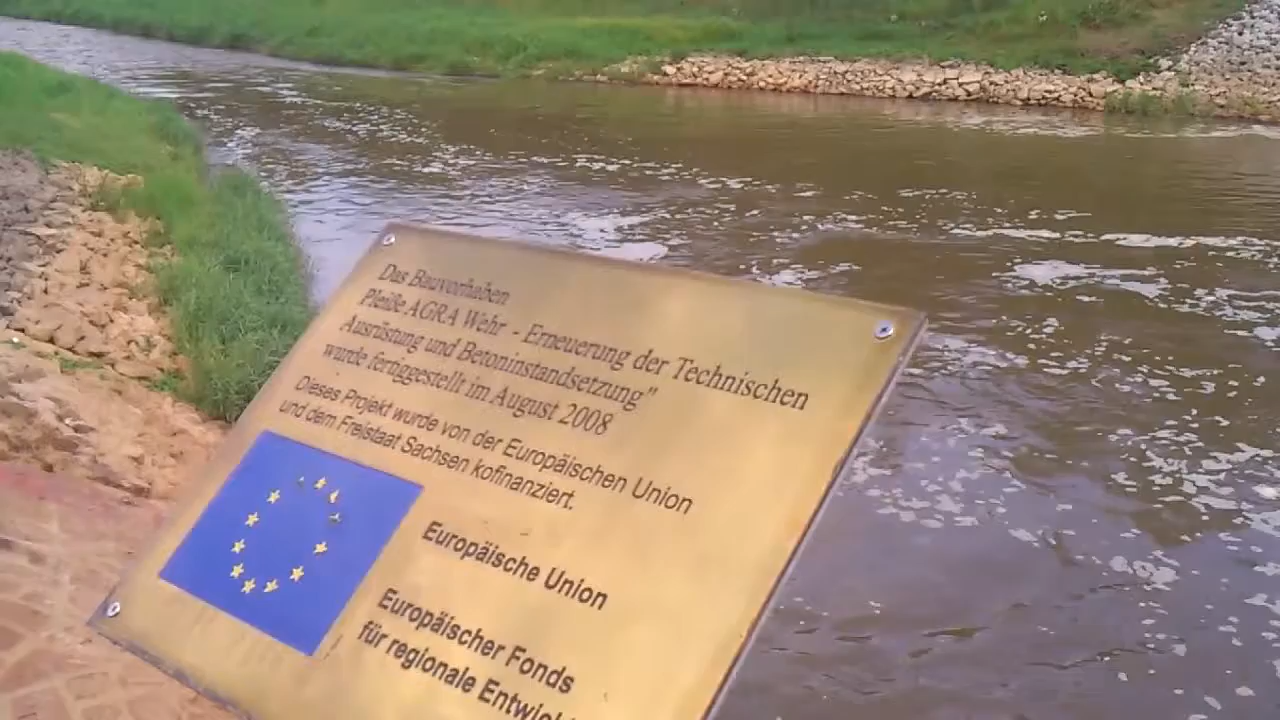 Das Bauvorhaben
Pleiße AGRA Wehr - Erneuerung der Technischen
Ausrüstung und Betoninstandsetzung"
wurde fertiggestellt im August 2008
Dieses Projekt wurde von der Europäischen Union
und dem Freistaat Sachsen kofinanziert.
Europäische Union
Europäischer Fonds
für regionale